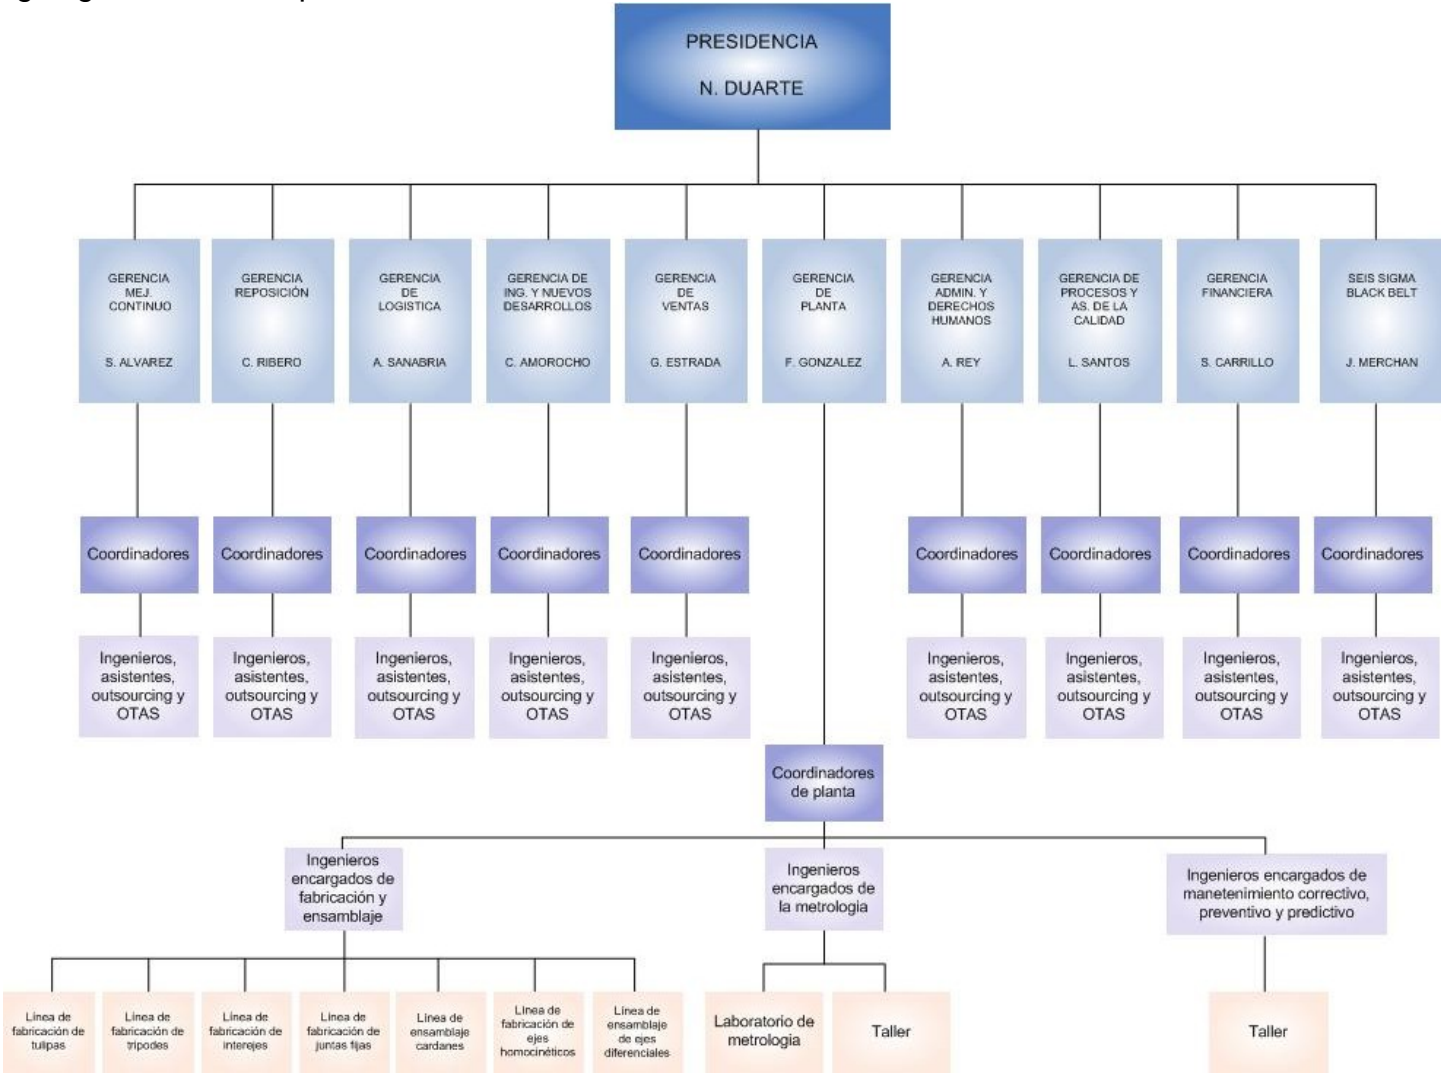 PRESIDENCIA
N. DUARTE
GERENCIA
MEJ.
CONTINUO
S. ALVAREZ
GERENCIA
REPOSICIÓN
C. RIBERO
GERENCIA
DE
LOGISTICA
A. SANABRIA
GERENCIA DE
ING. Y NUEVOS
DESARROLLOS
C. AMOROCHO
GERENCIA
DE
VENTAS
G. ESTRADA
GERENCIA
DE
PLANTA
F. GONZALEZ
GERENCIA
ADMIN. Y
DERECHOS
HUMANOS
A. REY
GERENCIA DE
PROCESOS Y
AS. DE LA
CALIDAD
L. SANTOS
GERENCIA
FINANCIERA
S. CARRILLO
SEIS SIGMA
BLACK BELT
J. MERCHAN
Coordinadores
Coordinadores
Coordinadores
Coordinadores
Coordinadores
Coordinadores
Coordinadores
Coordinadores
Coordinadores
Ingenieros,
asistentes,
outsourcing y
OTAS
Ingenieros,
asistentes,
outsourcing y
OTAS
Ingenieros,
asistentes,
outsourcing y
OTAS
Ingenieros,
asistentes,
outsourcing y
OTAS
Ingenieros,
asistentes,
outsourcing y
OTAS
Ingenieros,
asistentes,
outsourcing y
OTAS
Ingenieros,
asistentes,
outsourcing y
OTAS
Ingenieros,
asistentes,
outsourcing y
OTAS
Ingenieros,
asistentes,
outsourcing y
OTAS
Coordinadores
de planta
Ingenieros
encargados de
fabricación y
ensamblaje
Ingenieros
encargados de
la metrologia
Ingenieros encargados de
manetenimiento correctivo,
preventivo y predictivo
Línea de
fabricación de
tulipas
Línea de
fabricación de
tripodes
Línea de
fabricación de
interejes
Línea de
fabricación de
juntas fijas
Línea de
ensamblaje
cardanes
Línea de
fabricación de
ejes
homocinéticos
Línea de
ensamblaje
de ejes
diferenciales
Laboratorio de
metrologia
Taller
Taller